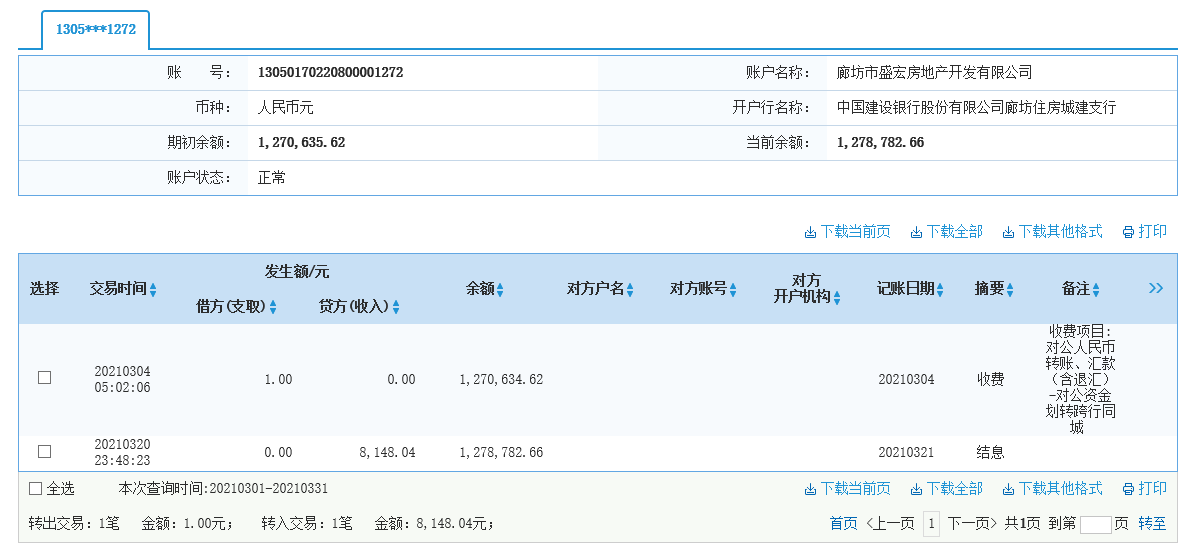 1305***1272
账　　号： 13050170220800001272 账户名称： 廊坊市盛宏房地产开发有限公司
币种： 人民币元 开户行名称： 中国建设银行股份有限公司廊坊住房城建支行
期初余额： 1,270,635.62 当前余额： 1,278,782.66
账户状态： 正常
下载当前页 下载全部 下载其他格式 打印
选择 交易时间 发生额/元 余额 对方户名 对方账号 对方 记账日期 摘要 备注 >>
开户机构
借方(支取) 贷方(收入)
收费项目:
对公人民币
转账、汇款
20210304 1.00 0.00 1,270,634.62 20210304 收费 （含退汇）
05:02:06
-对公资金
划转跨行同
城
20210320 0.00 8,148.04 1,278,782.66 20210321 结息
23:48:23
全选 本次查询时间:20210301-20210331 下载当前页 下载全部 下载其他格式 打印
转出交易：1笔 金额：1.00元； 转入交易：1笔 金额：8,148.04元； 首页 <上一页 1 下一页> 共1页 到第 页 转至